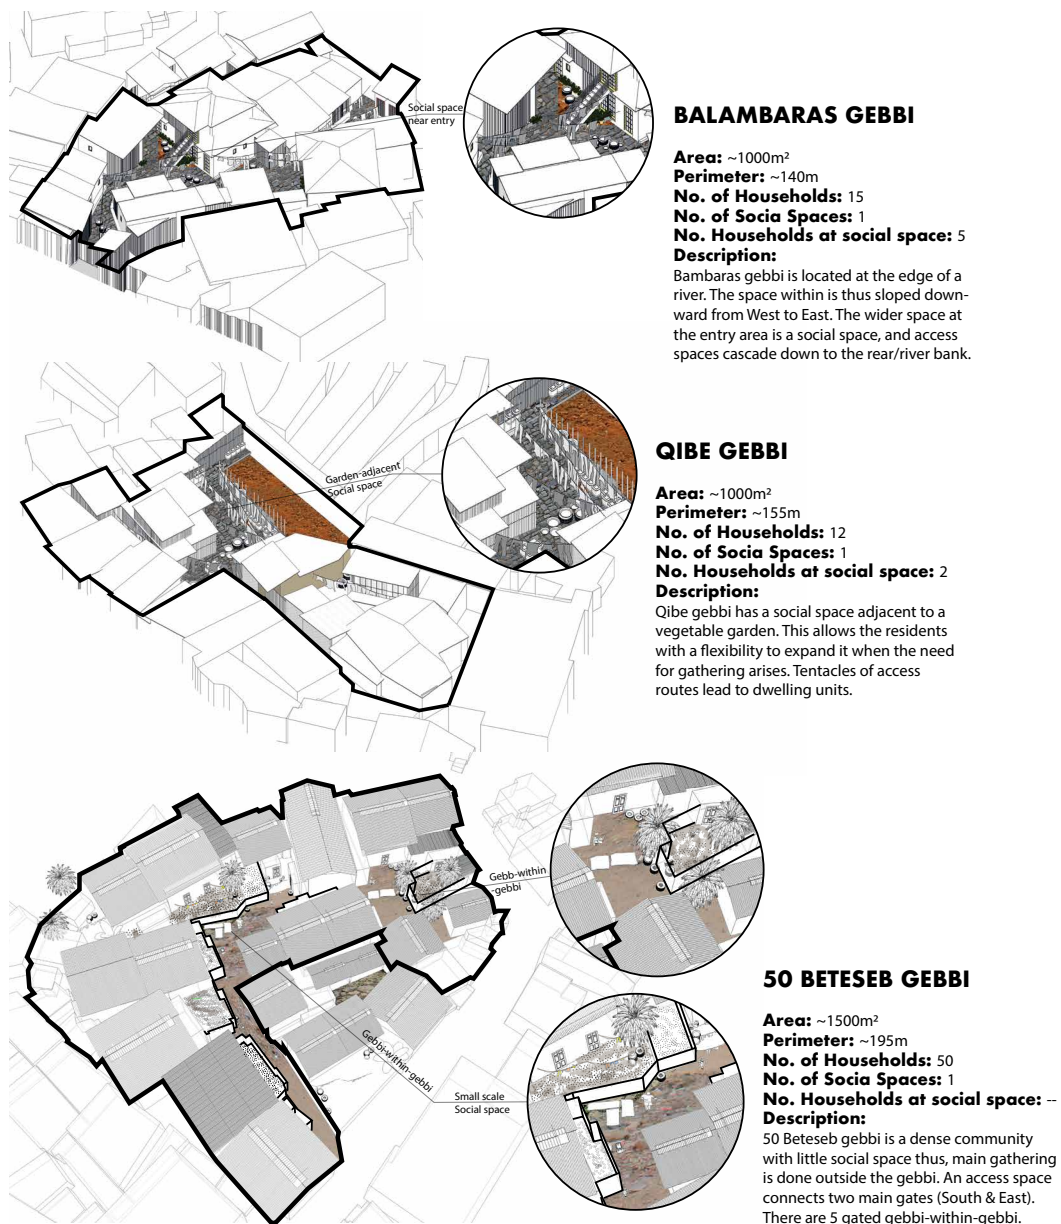 Social space
near entry
BALAMBARAS GEBBI
Area: ~1000m²
Perimeter: ~140m
No. of Households: 15
No. of Socia Spaces: 1
No. Households at social space: 5
Description:
Bambaras gebbi is located at the edge of a
river. The space within is thus sloped down-
ward from West to East. The wider space at
the entry area is a social space, and access
spaces cascade down to the rear/river bank.
Garden-adjacent
Social space
QIBE GEBBI
Area: ~1000m²
Perimeter: ~155m
No. of Households: 12
No. of Socia Spaces: 1
No. Households at social space: 2
Description:
Qibe gebbi has a social space adjacent to a
vegetable garden. This allows the residents
with a flexibility to expand it when the need
for gathering arises. Tentacles of access
routes lead to dwelling units.
Gebb-within
-gebbi
Gebbi-within-gebbi
Small scale
Social space
50 BETESEB GEBBI
Area: ~1500m²
Perimeter: ~195m
No. of Households: 50
No. of Socia Spaces: 1
No. Households at social space: --
Description:
50 Beteseb gebbi is a dense community
with little social space thus, main gathering
is done outside the gebbi. An access space
connects two main gates (South & East).
There are 5 gated gebbi-within-gebbi.